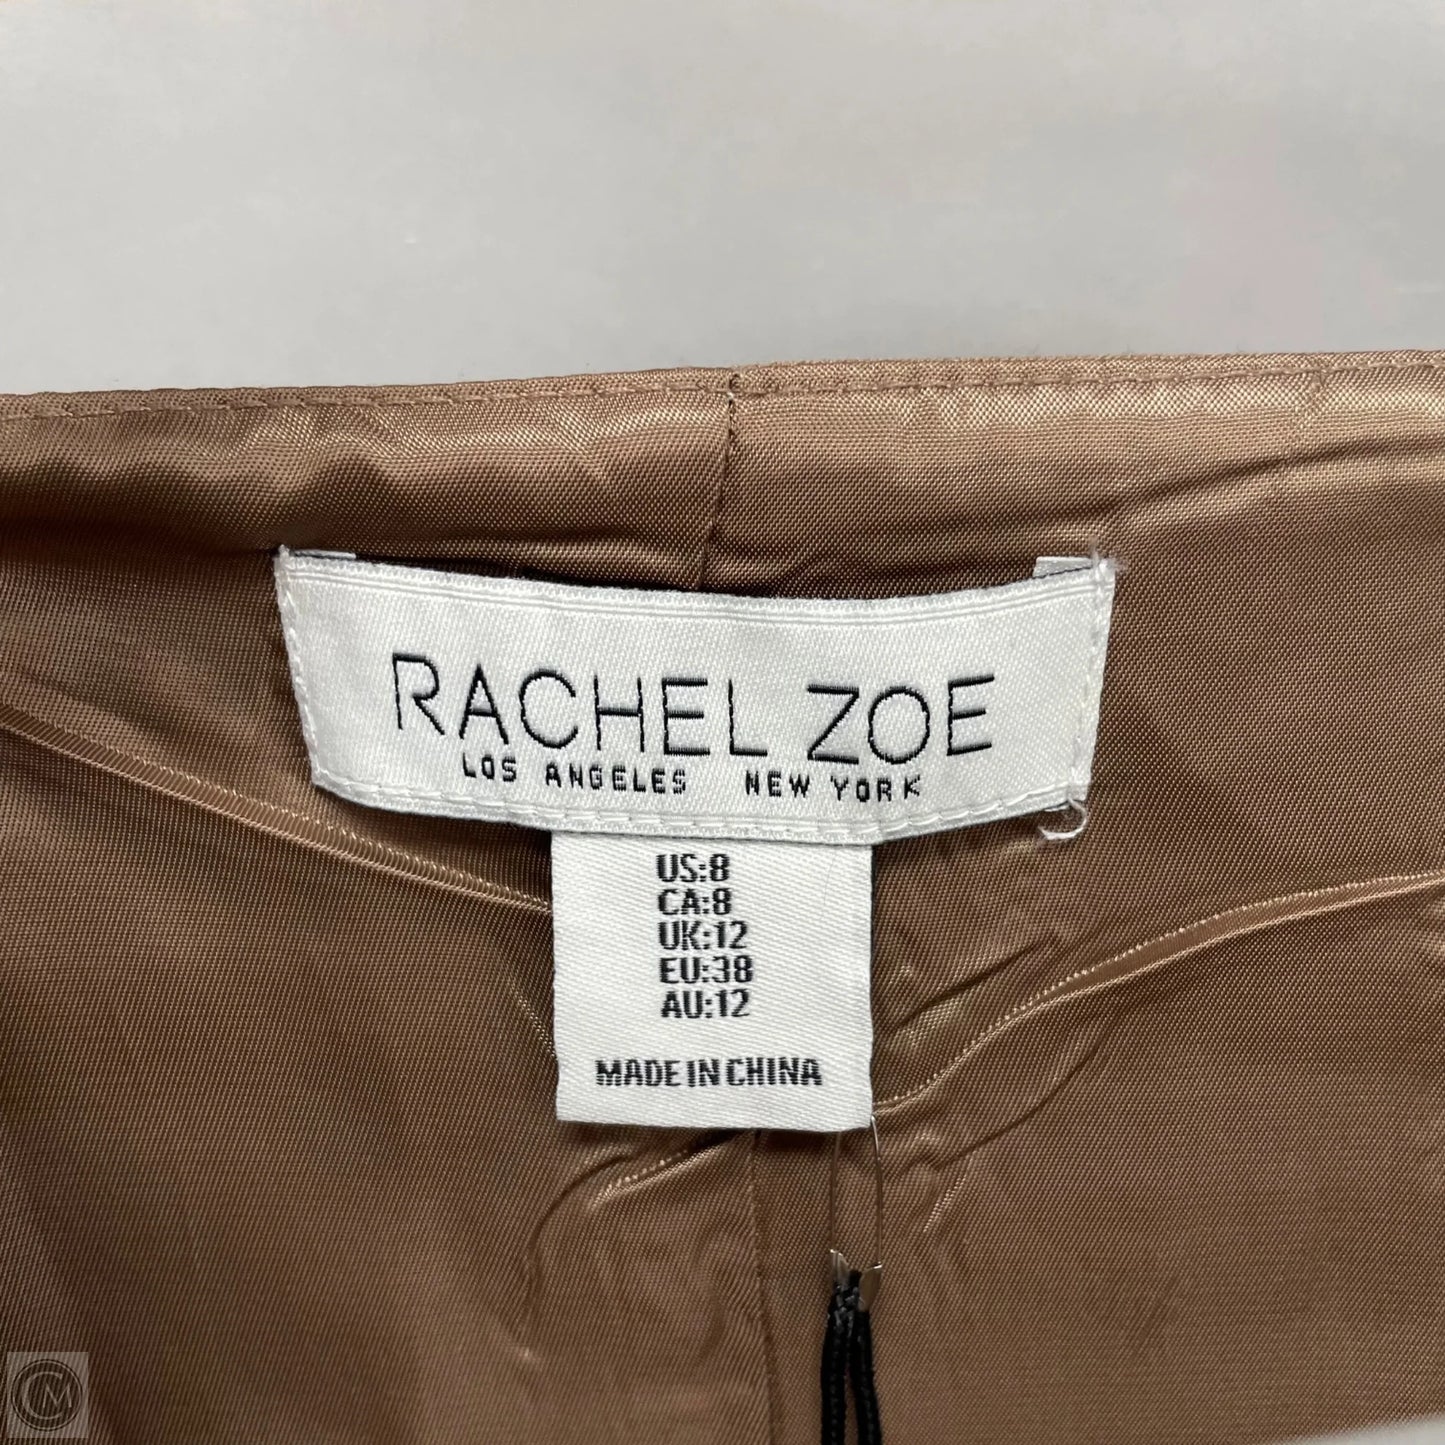 RACHEL ZOE
LOS ANGELES NEW YORK
US:8
CA:8
UK:12
EU:38
AU:12
MADE IN CHINA
CM